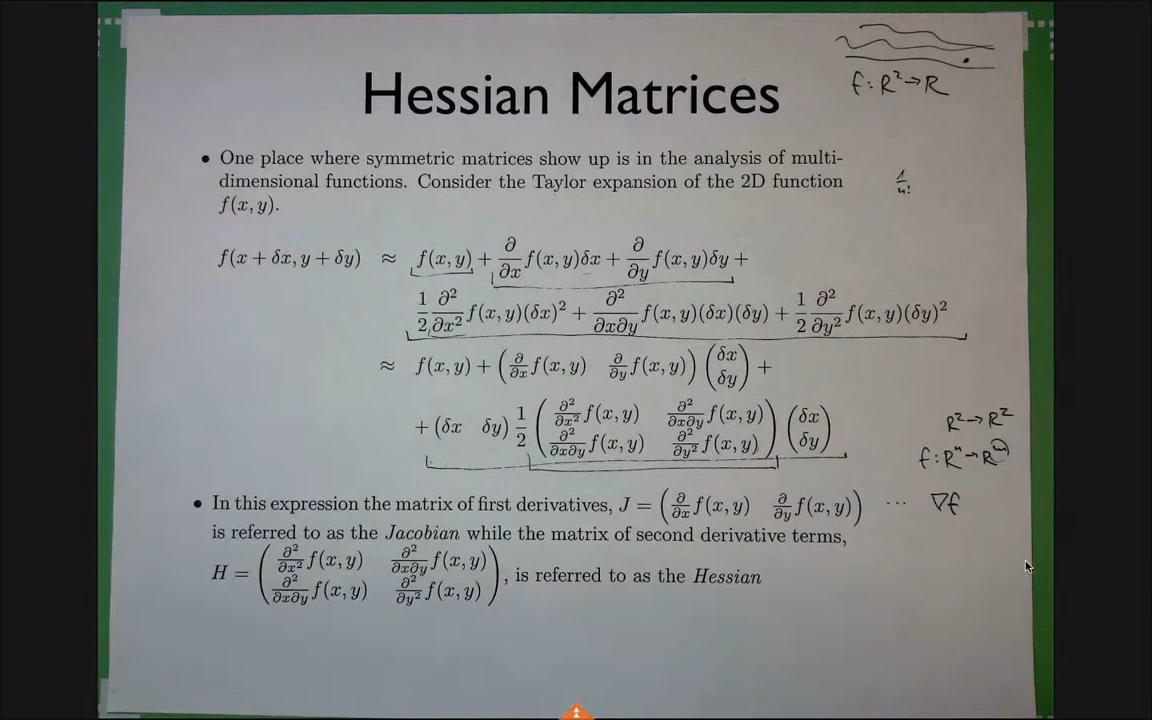 f : R² → R
Hessian Matrices
• One place where symmetric matrices show up is in the analysis of multi-
dimensional functions. Consider the Taylor expansion of the 2D function
f(x, y).
1/n!
f(x + δx, y + δy) ≈ f(x, y) + ∂/∂x f(x, y)δx + ∂/∂y f(x, y)δy +
1/2 ∂²/∂x² f(x, y)(δx)² + ∂²/∂x∂y f(x, y)(δx)(δy) + 1/2 ∂²/∂y² f(x, y)(δy)²
≈ f(x, y) + (∂/∂x f(x, y) ∂/∂y f(x, y)) (δx δy) +
+ (δx δy) 1/2 (∂²/∂x² f(x, y) ∂²/∂x∂y f(x, y) ∂²/∂x∂y f(x, y) ∂²/∂y² f(x, y)) (δx δy)
R² → R²
f : Rⁿ → Rᵐ
• In this expression the matrix of first derivatives, J = (∂/∂x f(x, y) ∂/∂y f(x, y)) ... ∇f
is referred to as the Jacobian while the matrix of second derivative terms,
H = (∂²/∂x² f(x, y) ∂²/∂x∂y f(x, y) ∂²/∂x∂y f(x, y) ∂²/∂y² f(x, y)), is referred to as the Hessian